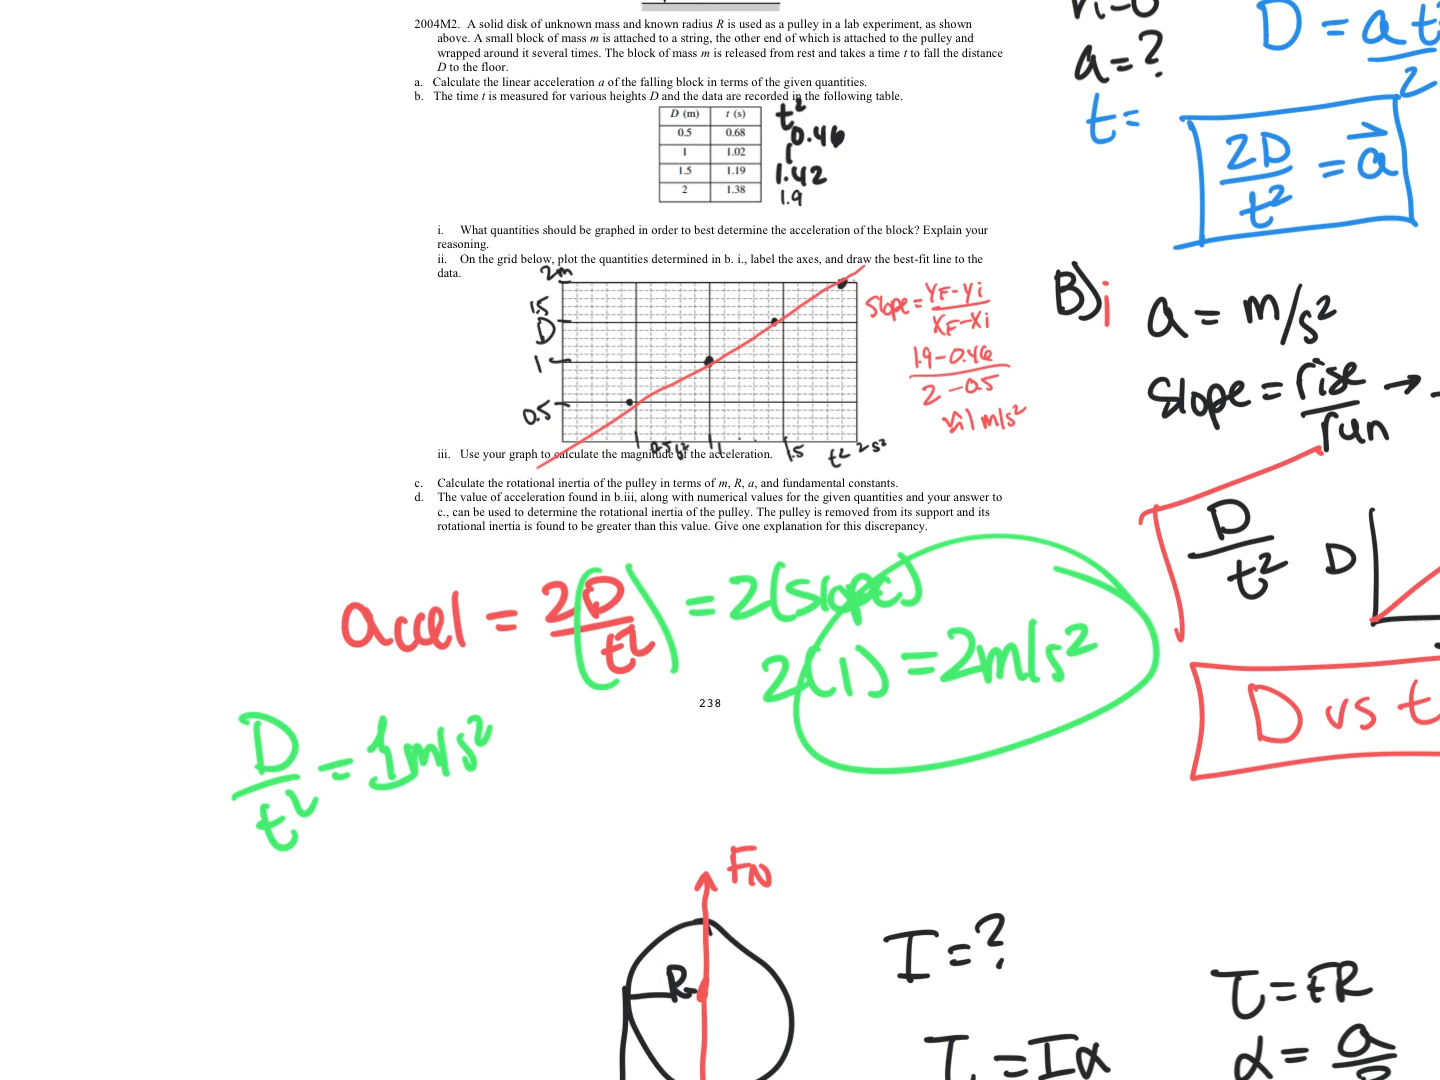 2004M2. A solid disk of unknown mass and known radius R is used as a pulley in a lab experiment, as shown
above. A small block of mass m is attached to a string, the other end of which is attached to the pulley and
wrapped around it several times. The block of mass m is released from rest and takes a time t to fall the distance
D to the floor.
a. Calculate the linear acceleration a of the falling block in terms of the given quantities.
b. The time t is measured for various heights D and the data are recorded in the following table.
D (m) t (s) t²
0.5 0.68 0.46
1 1.02 1
1.5 1.19 1.42
2 1.38 1.9
a=?
t=
D = at
2
2D/t² = a
i. What quantities should be graphed in order to best determine the acceleration of the block? Explain your
reasoning.
ii. On the grid below, plot the quantities determined in b. i., label the axes, and draw the best-fit line to the
data.
2m
1.5
D
1
0.5
1.5
t² 2s²
Slope = YF-Yi
XF-Xi
1.9-0.46
2-0.5
≈1 m/s²
iii. Use your graph to calculate the magnitude of the acceleration.
c. Calculate the rotational inertia of the pulley in terms of m, R, a, and fundamental constants.
d. The value of acceleration found in b.iii, along with numerical values for the given quantities and your answer to
c., can be used to determine the rotational inertia of the pulley. The pulley is removed from its support and its
rotational inertia is found to be greater than this value. Give one explanation for this discrepancy.
B) i
a = m/s²
Slope = rise → 
run
D
t²
D
D vs t
accel = 2(D/t²) = 2(slope)
2(1) = 2m/s²
238
D/t² = 1m/s²
FN
R
I=?
τ=FR
τ=Iα
α = a